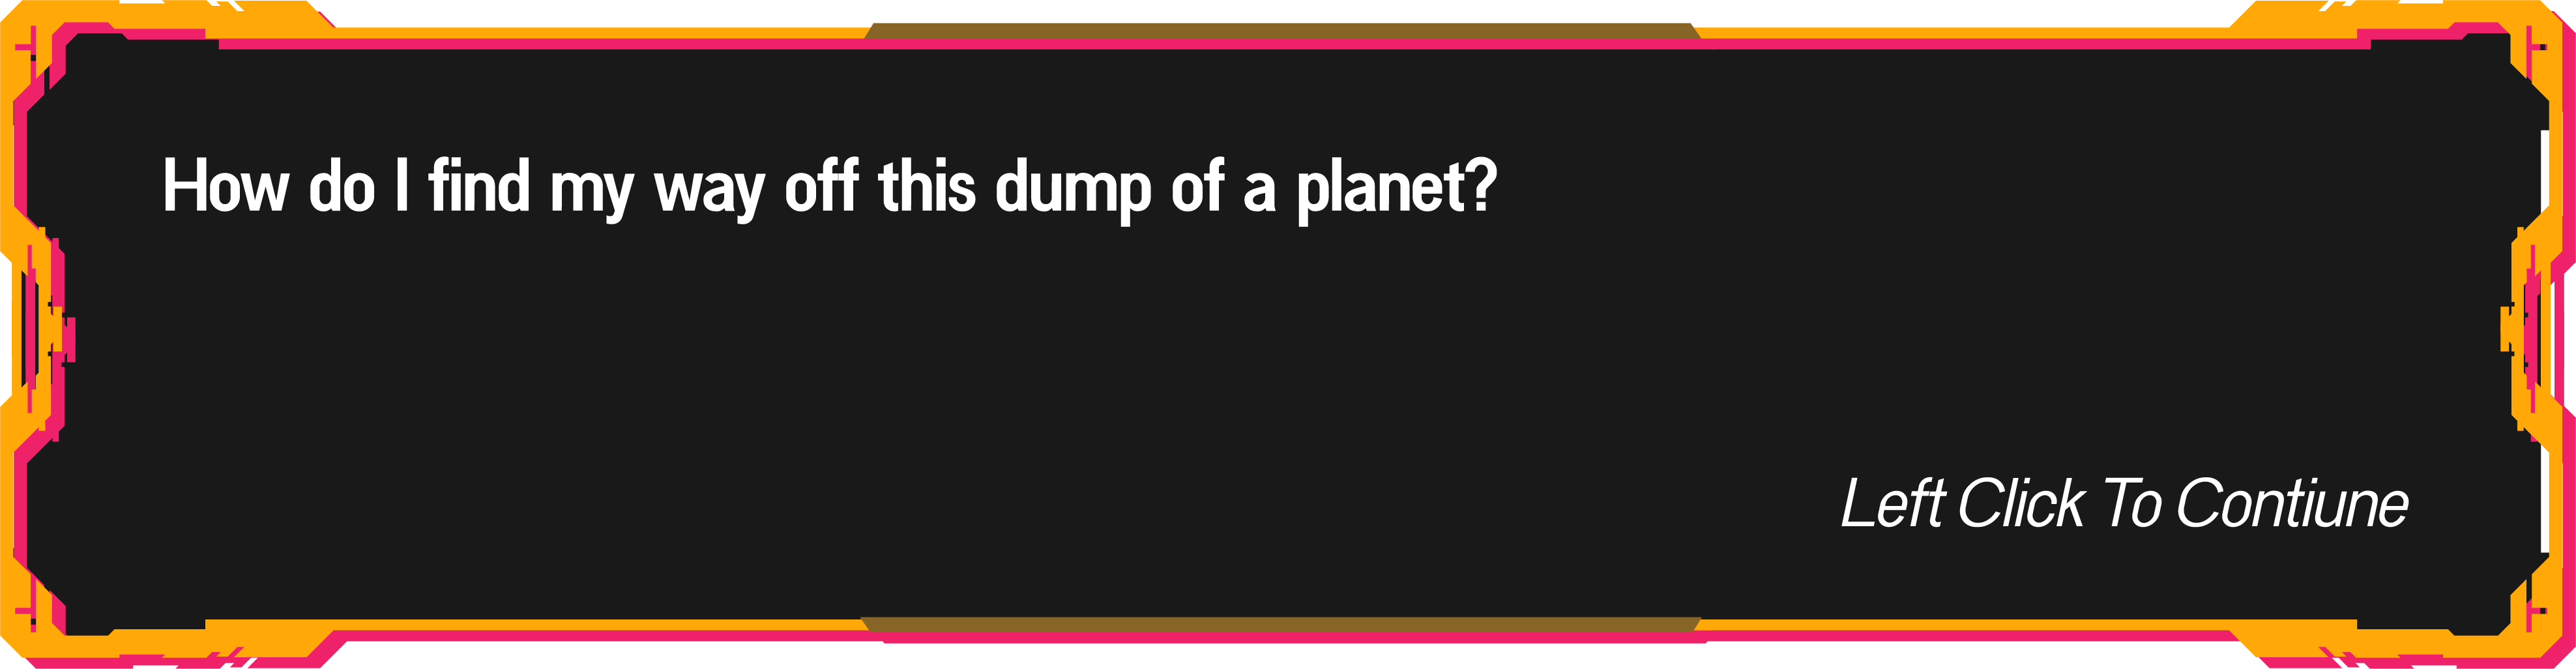 How do I find my way off this dump of a planet?
Left Click To Contiune